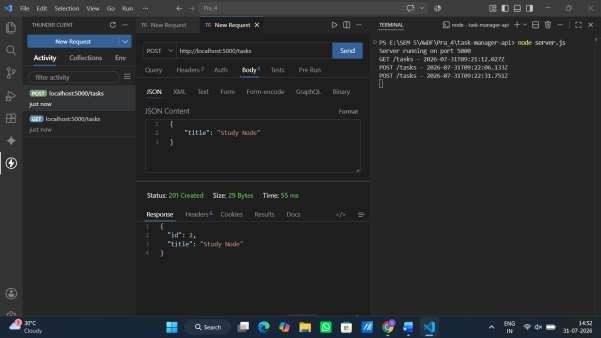 File Edit Selection View Go Run ... Pra_4
THUNDER CLIENT
New Request
Activity Collections Env
filter activity
POST localhost:5000/tasks
just now
GET localhost:5000/tasks
just now
TC New Request TC New Request
POST http://localhost:5000/tasks Send
Query Headers 2 Auth Body 1 Tests Pre Run
JSON XML Text Form Form-encode GraphQL Binary
JSON Content Format
1 {
2 "title": "Study Node"
3 }
Status: 201 Created Size: 29 Bytes Time: 55 ms
Response Headers 6 Cookies Results Docs
1 {
2 "id": 2,
3 "title": "Study Node"
4 }
TERMINAL node - task-manager-api
PS E:\SEM 5\AWDF\Pra_4\task-manager-api> node server.js
Server running on port 5000
GET /tasks - 2026-07-31T09:21:12.027Z
POST /tasks - 2026-07-31T09:22:06.133Z
POST /tasks - 2026-07-31T09:22:31.751Z
30°C
Cloudy
Search
ENG
IN
14:52
31-07-2026